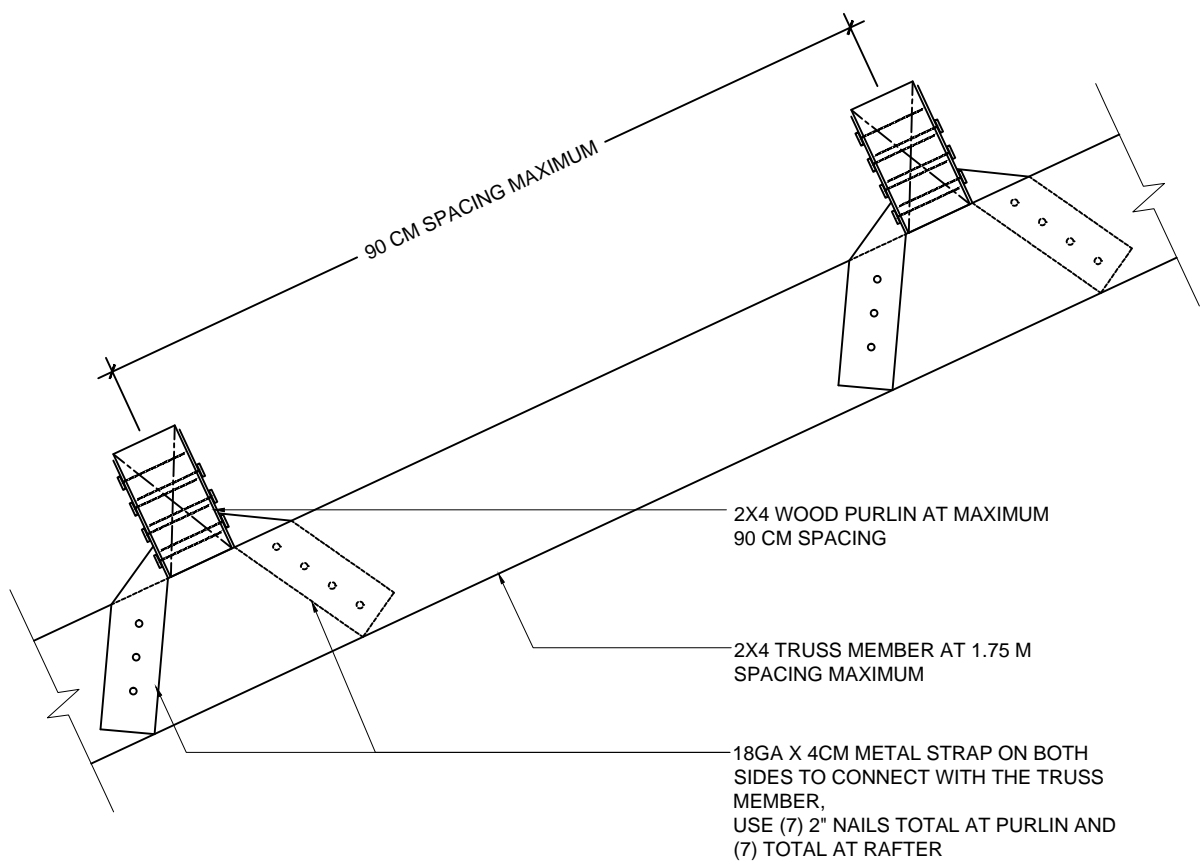 90 CM SPACING MAXIMUM
2X4 WOOD PURLIN AT MAXIMUM
90 CM SPACING
2X4 TRUSS MEMBER AT 1.75 M
SPACING MAXIMUM
18GA X 4CM METAL STRAP ON BOTH
SIDES TO CONNECT WITH THE TRUSS
MEMBER,
USE (7) 2" NAILS TOTAL AT PURLIN AND
(7) TOTAL AT RAFTER